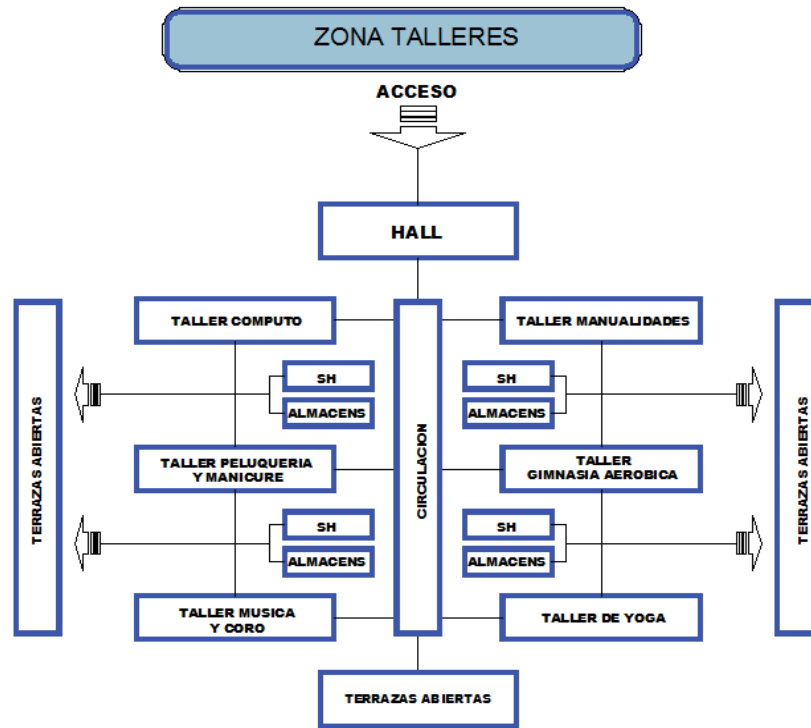 ZONA TALLERES
ACCESO
HALL
TALLER COMPUTO
TALLER MANUALIDADES
SH
ALMACENS
SH
ALMACENS
TERRAZAS ABIERTAS
CIRCULACION
TERRAZAS ABIERTAS
TALLER PELUQUERIA
Y MANICURE
TALLER
GIMNASIA AEROBICA
SH
ALMACENS
SH
ALMACENS
TALLER MUSICA
Y CORO
TALLER DE YOGA
TERRAZAS ABIERTAS